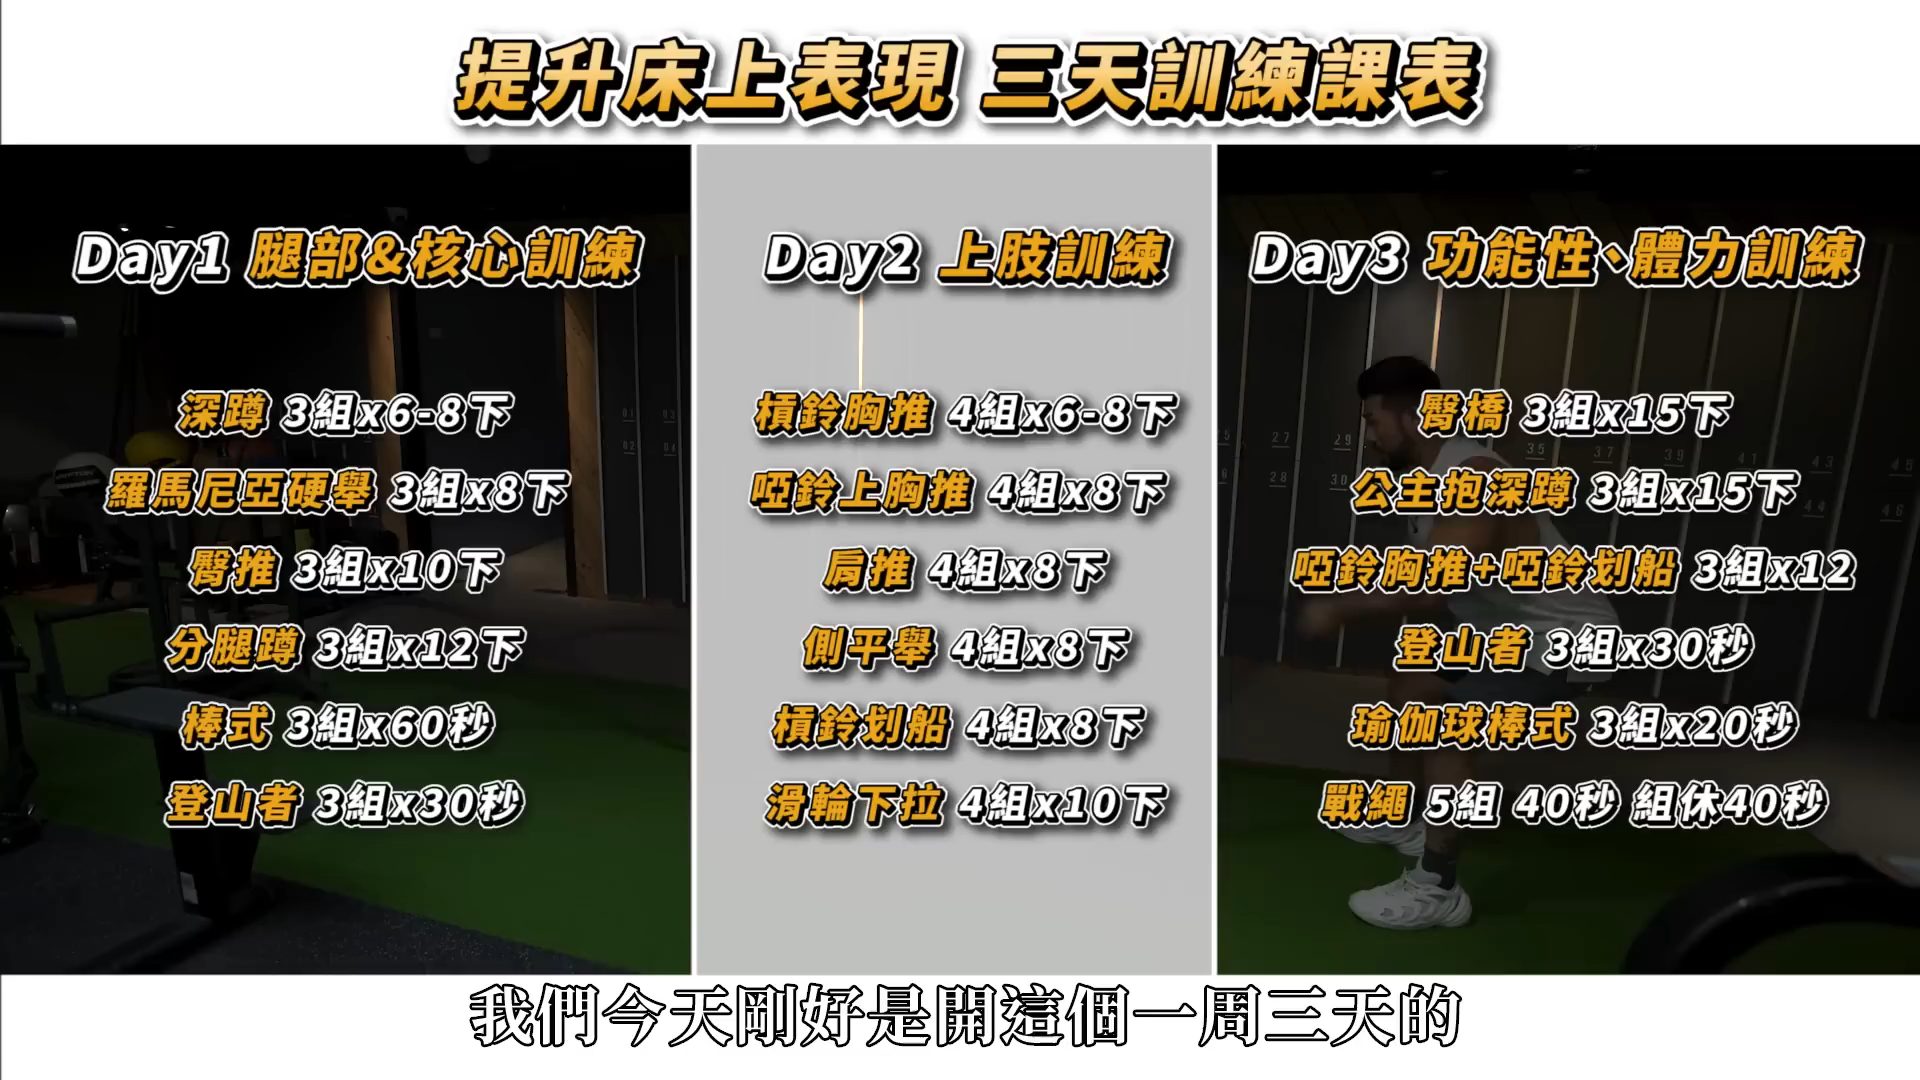 提升床上表現 三天訓練課表
Day1 腿部&核心訓練
深蹲 3組x6-8下
羅馬尼亞硬舉 3組x8下
臀推 3組x10下
分腿蹲 3組x12下
棒式 3組x60秒
登山者 3組x30秒
Day2 上肢訓練
槓鈴胸推 4組x6-8下
啞鈴上胸推 4組x8下
肩推 4組x8下
側平舉 4組x8下
槓鈴划船 4組x8下
滑輪下拉 4組x10下
Day3 功能性、體力訓練
臀橋 3組x15下
公主抱深蹲 3組x15下
啞鈴胸推+啞鈴划船 3組x12
登山者 3組x30秒
瑜伽球棒式 3組x20秒
戰繩 5組 40秒 組休40秒
我們今天剛好是開這個一周三天的